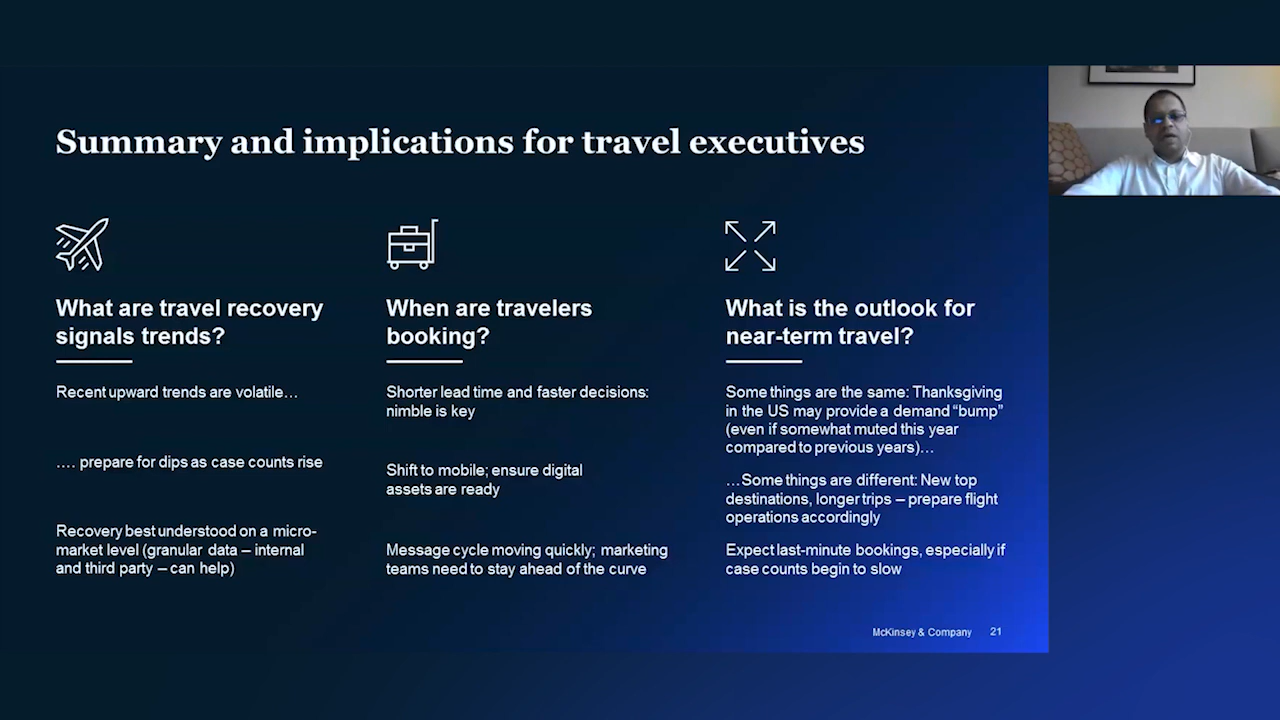 Summary and implications for travel executives
What are travel recovery
signals trends?
Recent upward trends are volatile…
…. prepare for dips as case counts rise
Recovery best understood on a micro-
market level (granular data – internal
and third party – can help)
When are travelers
booking?
Shorter lead time and faster decisions:
nimble is key
Shift to mobile; ensure digital
assets are ready
Message cycle moving quickly; marketing
teams need to stay ahead of the curve
What is the outlook for
near-term travel?
Some things are the same: Thanksgiving
in the US may provide a demand “bump”
(even if somewhat muted this year
compared to previous years)…
…Some things are different: New top
destinations, longer trips – prepare flight
operations accordingly
Expect last-minute bookings, especially if
case counts begin to slow
McKinsey & Company 21